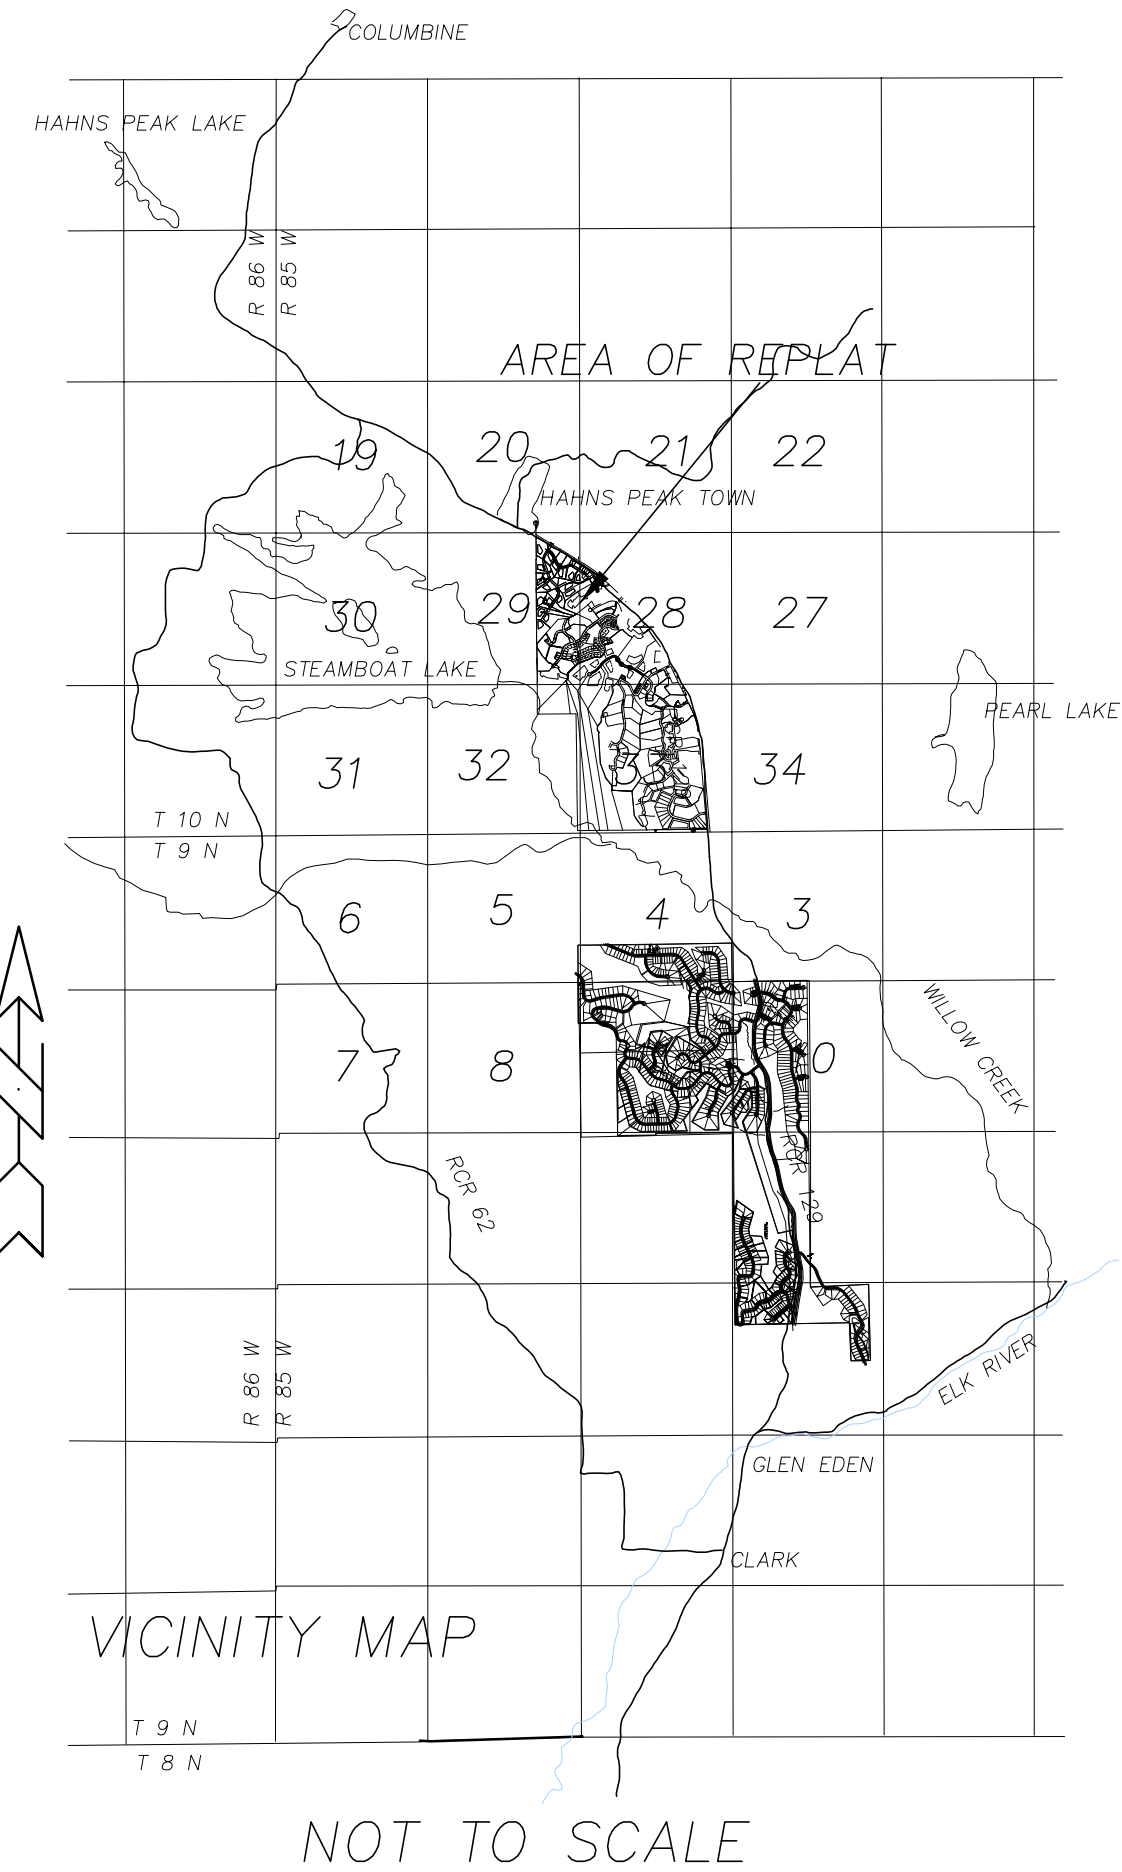 COLUMBINE
HAHNS PEAK LAKE
R 86 W
R 85 W
AREA OF REPLAT
19
20
21
22
HAHNS PEAK TOWN
30
29
28
27
STEAMBOAT LAKE
PEARL LAKE
31
32
34
T 10 N
T 9 N
6
5
4
3
WILLOW CREEK
7
8
0
RCR 62
RCR 129
R 86 W
R 85 W
ELK RIVER
GLEN EDEN
CLARK
VICINITY MAP
T 9 N
T 8 N
NOT TO SCALE